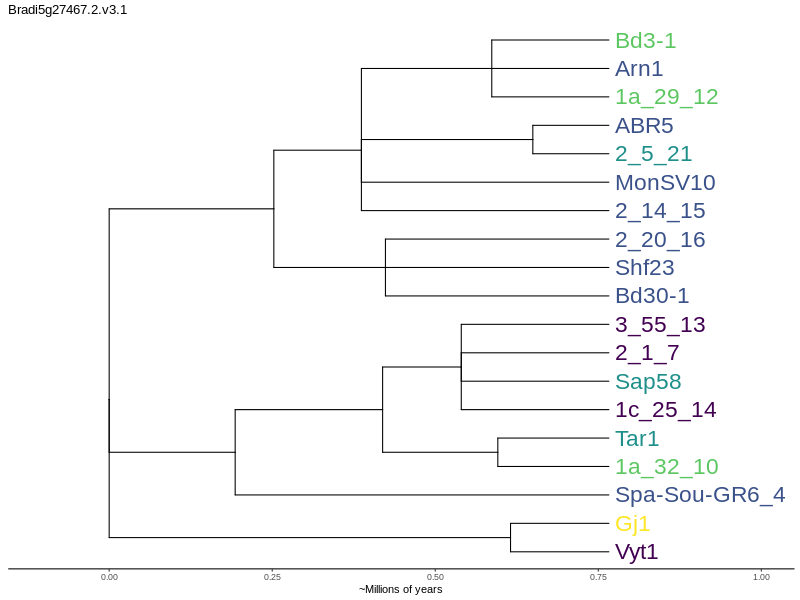 Bradi5g27467.2.v3.1
Bd3-1
Arn1
1a_29_12
ABR5
2_5_21
MonSV10
2_14_15
2_20_16
Shf23
Bd30-1
3_55_13
2_1_7
Sap58
1c_25_14
Tar1
1a_32_10
Spa-Sou-GR6_4
Gj1
Vyt1
0.00 0.25 0.50 0.75 1.00
~Millions of years